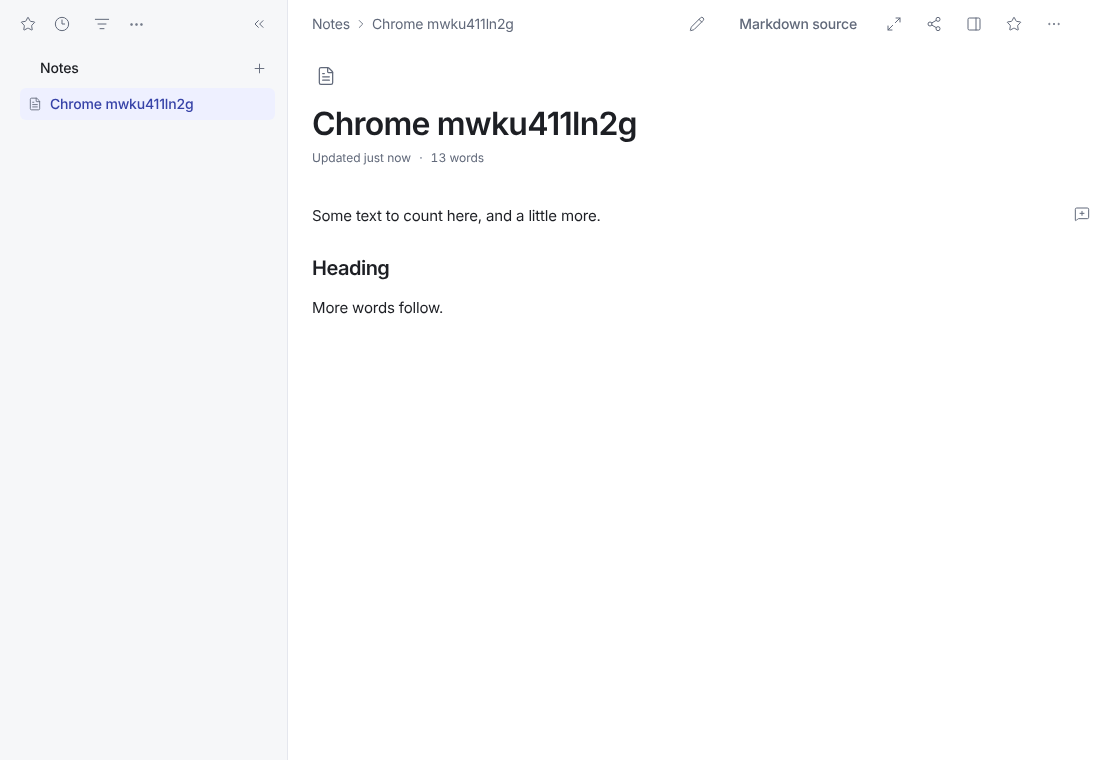 Notes
Chrome mwku411ln2g
Notes > Chrome mwku411ln2g
Markdown source
Chrome mwku411ln2g
Updated just now · 13 words
Some text to count here, and a little more.
Heading
More words follow.